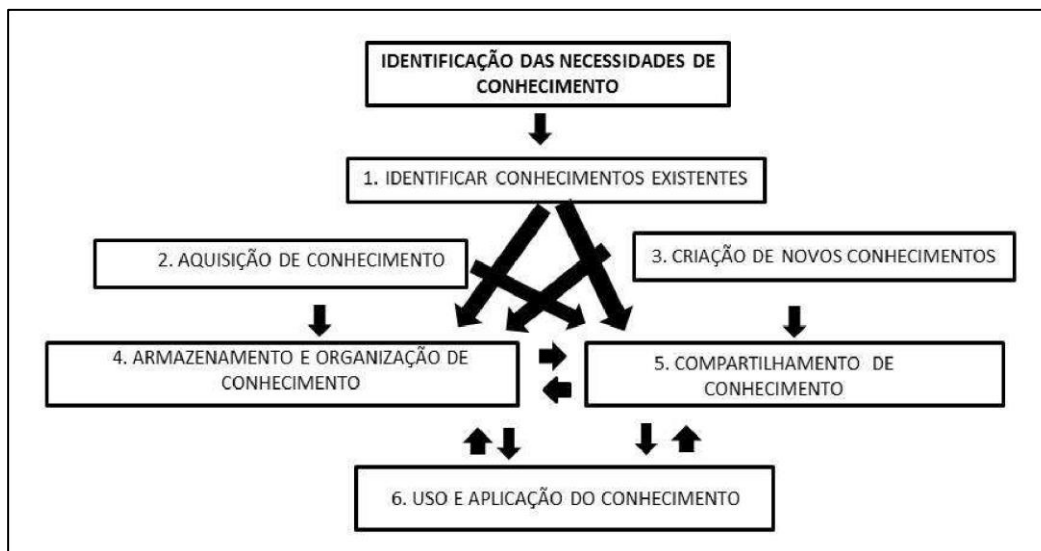 IDENTIFICAÇÃO DAS NECESSIDADES DE
CONHECIMENTO
1. IDENTIFICAR CONHECIMENTOS EXISTENTES
2. AQUISIÇÃO DE CONHECIMENTO
3. CRIAÇÃO DE NOVOS CONHECIMENTOS
4. ARMAZENAMENTO E ORGANIZAÇÃO DE
CONHECIMENTO
5. COMPARTILHAMENTO DE
CONHECIMENTO
6. USO E APLICAÇÃO DO CONHECIMENTO